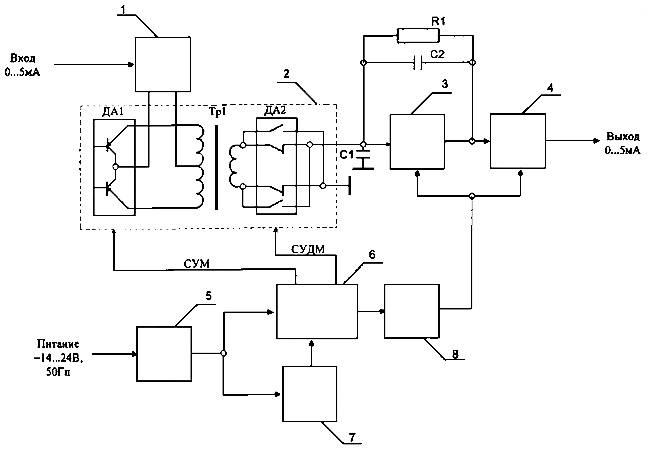 1
R1
Вход
0...5мА
C2
2
3
4
ДА1
Тр1
ДА2
C1
Выход
0...5мА
СУМ
СУДМ
6
5
Питание
~14...24В,
50Гц
8
7